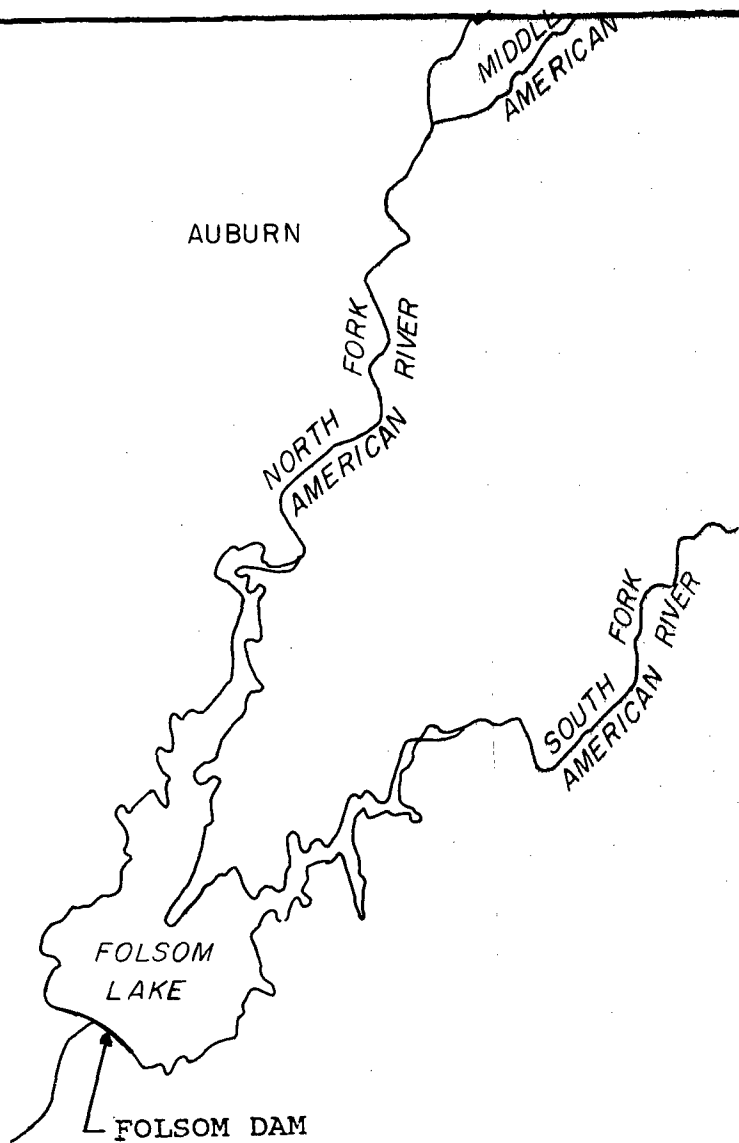 MIDDLE
AMERICAN
AUBURN
FORK
RIVER
NORTH
AMERICAN
FORK
RIVER
SOUTH
AMERICAN
FOLSOM
LAKE
FOLSOM DAM